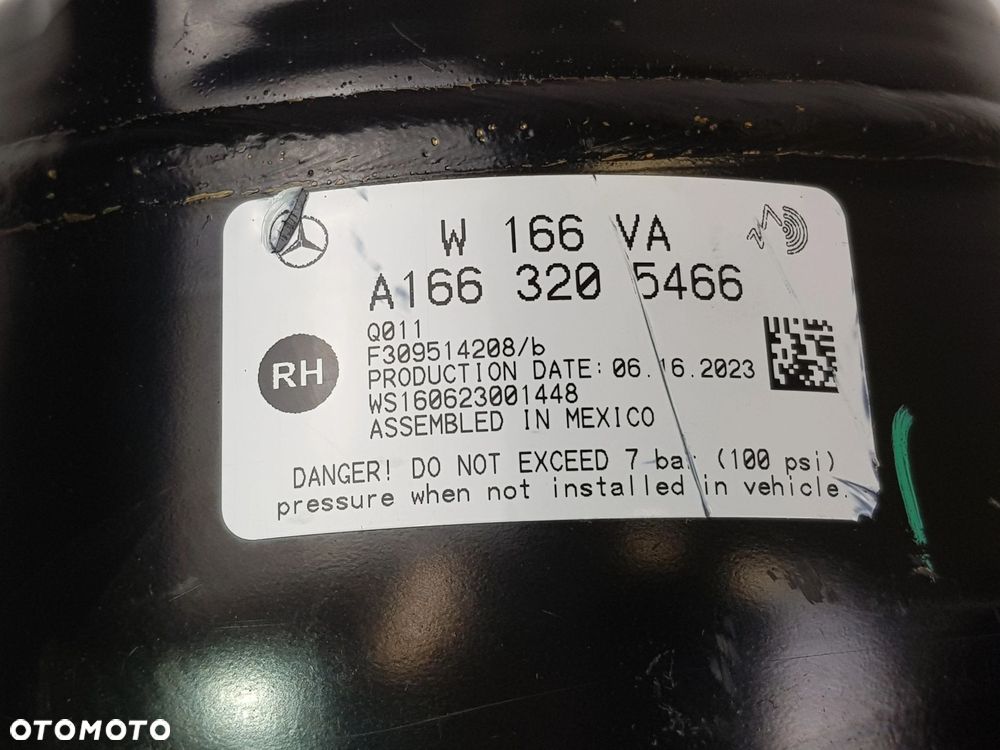 W 166 VA
A166 320 5466
Q011
RH
F309514208/b
PRODUCTION DATE: 06.16.2023
WS160623001448
ASSEMBLED IN MEXICO
DANGER! DO NOT EXCEED 7 bar (100 psi)
pressure when not installed in vehicle.
OTOMOTO